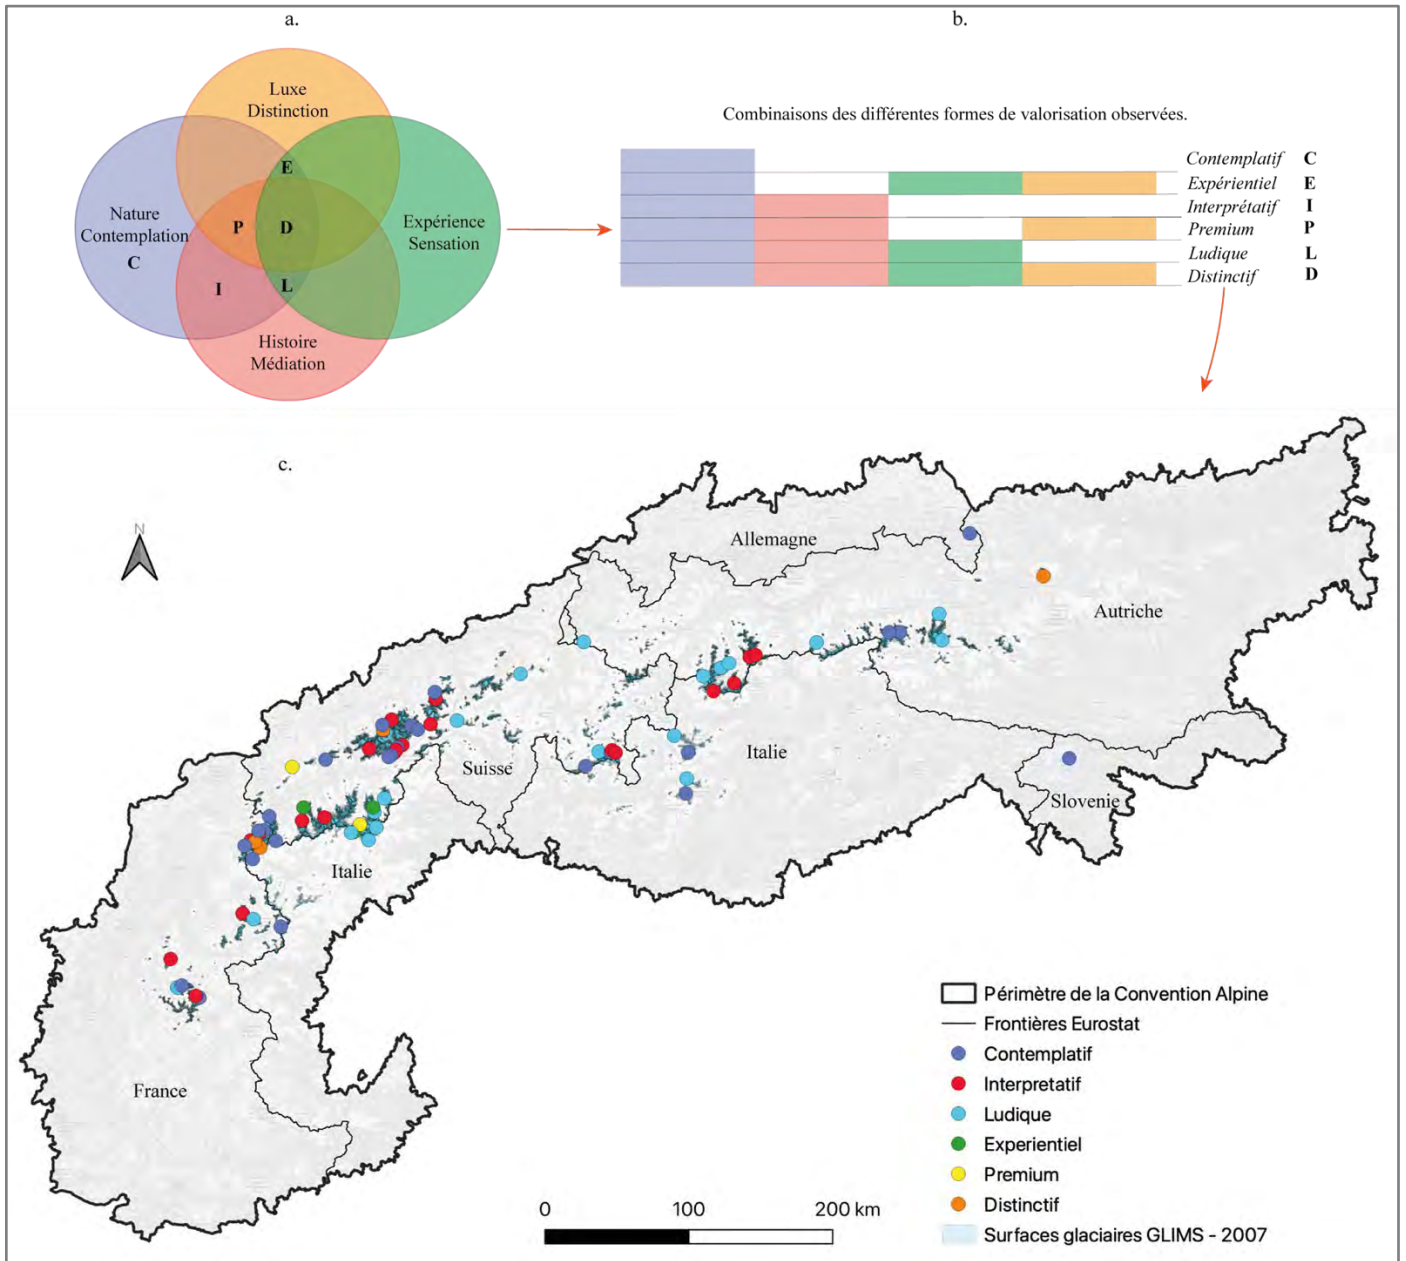 a.
b.
Luxe
Distinction
E
Nature
Contemplation
P
D
Expérience
Sensation
C
I
L
Histoire
Médiation
Combinaisons des différentes formes de valorisation observées.
Contemplatif C
Expérientiel E
Interprétatif I
Premium P
Ludique L
Distinctif D
c.
N
Allemagne
Autriche
Italie
Suisse
Slovenie
Italie
France
Périmètre de la Convention Alpine
Frontières Eurostat
Contemplatif
Interpretatif
Ludique
Experientiel
Premium
Distinctif
Surfaces glaciaires GLIMS - 2007
0 100 200 km